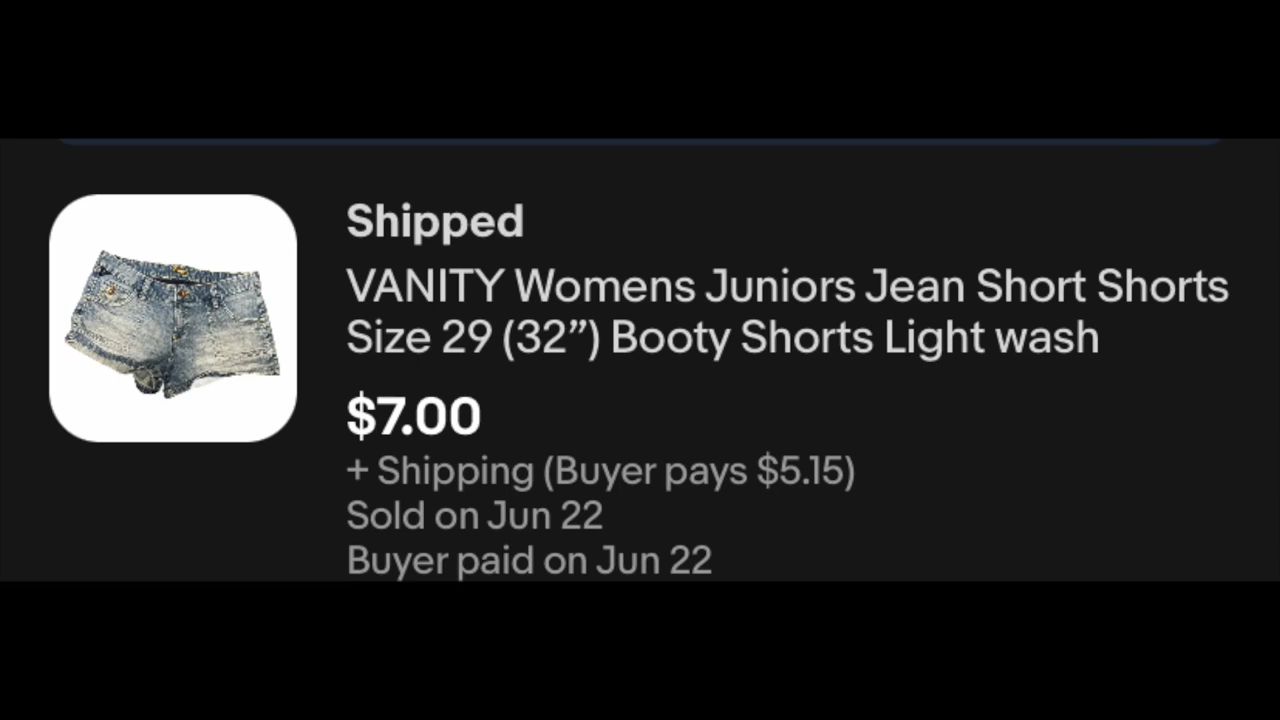 Shipped
VANITY Womens Juniors Jean Short Shorts
Size 29 (32”) Booty Shorts Light wash
$7.00
+ Shipping (Buyer pays $5.15)
Sold on Jun 22
Buyer paid on Jun 22